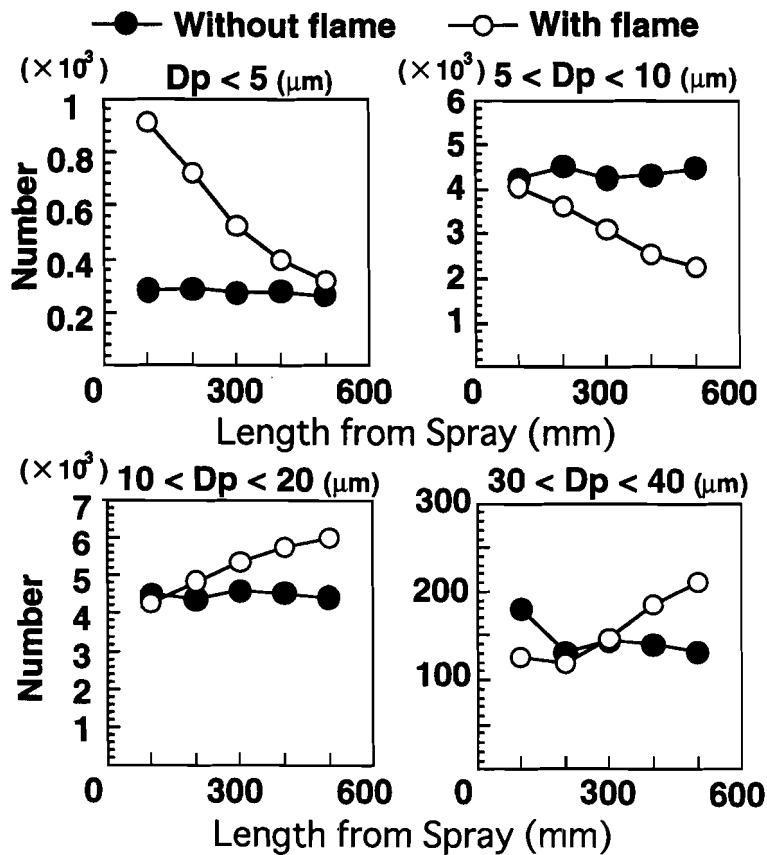 Without flame With flame
(×10³) Dp < 5 (μm) (×10³) 5 < Dp < 10 (μm)
1 6
0.8 5
0.6 4
0.4 3
0.2 2
1
Number
0 300 600 0 300 600
Length from Spray (mm)
(×10³) 10 < Dp < 20 (μm) 30 < Dp < 40 (μm)
7 300
6
5 200
4
3 100
2
1
Number
0 300 600 0 300 600
Length from Spray (mm)